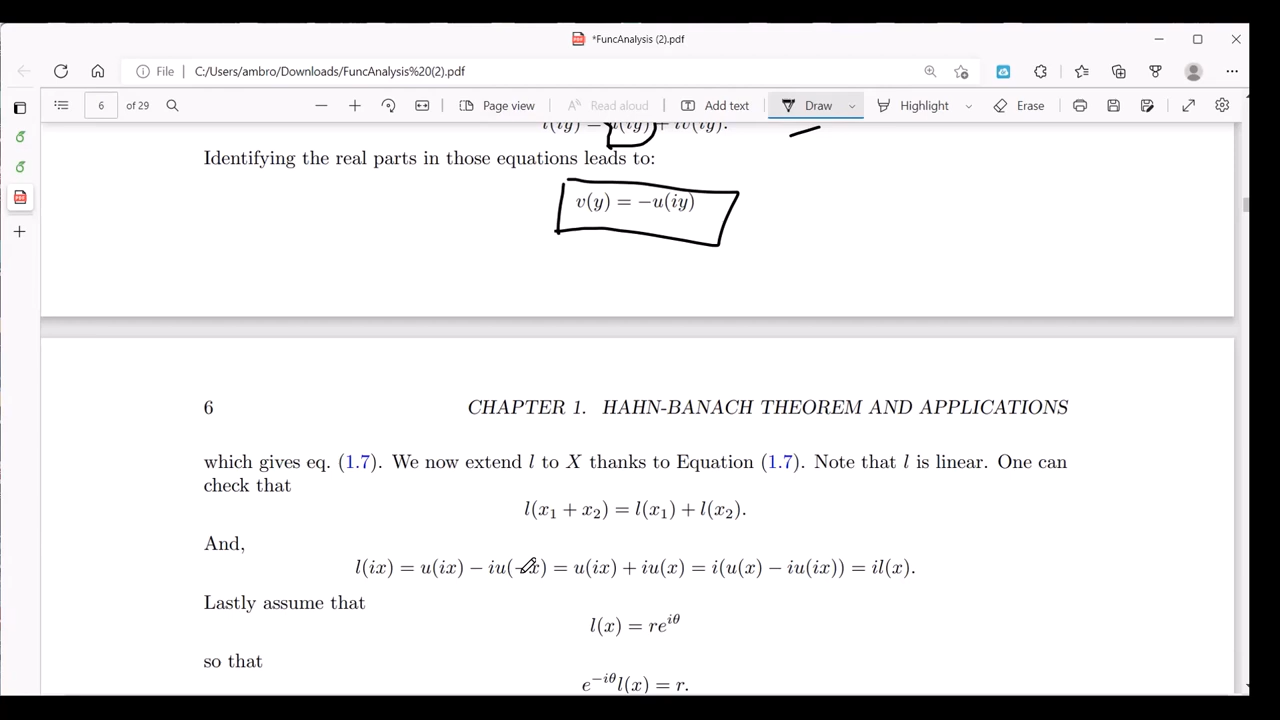 *FuncAnalysis (2).pdf
File | C:/Users/ambro/Downloads/FuncAnalysis%20(2).pdf
6 of 29 Page view Read aloud Add text Draw Highlight Erase
l(iy) = u(iy) + iv(iy).
Identifying the real parts in those equations leads to:
v(y) = −u(iy)
6 CHAPTER 1. HAHN-BANACH THEOREM AND APPLICATIONS
which gives eq. (1.7). We now extend l to X thanks to Equation (1.7). Note that l is linear. One can
check that
l(x₁ + x₂) = l(x₁) + l(x₂).
And,
l(ix) = u(ix) − iu(−x) = u(ix) + iu(x) = i(u(x) − iu(ix)) = il(x).
Lastly assume that
l(x) = re^{iθ}
so that
e^{−iθ}l(x) = r.